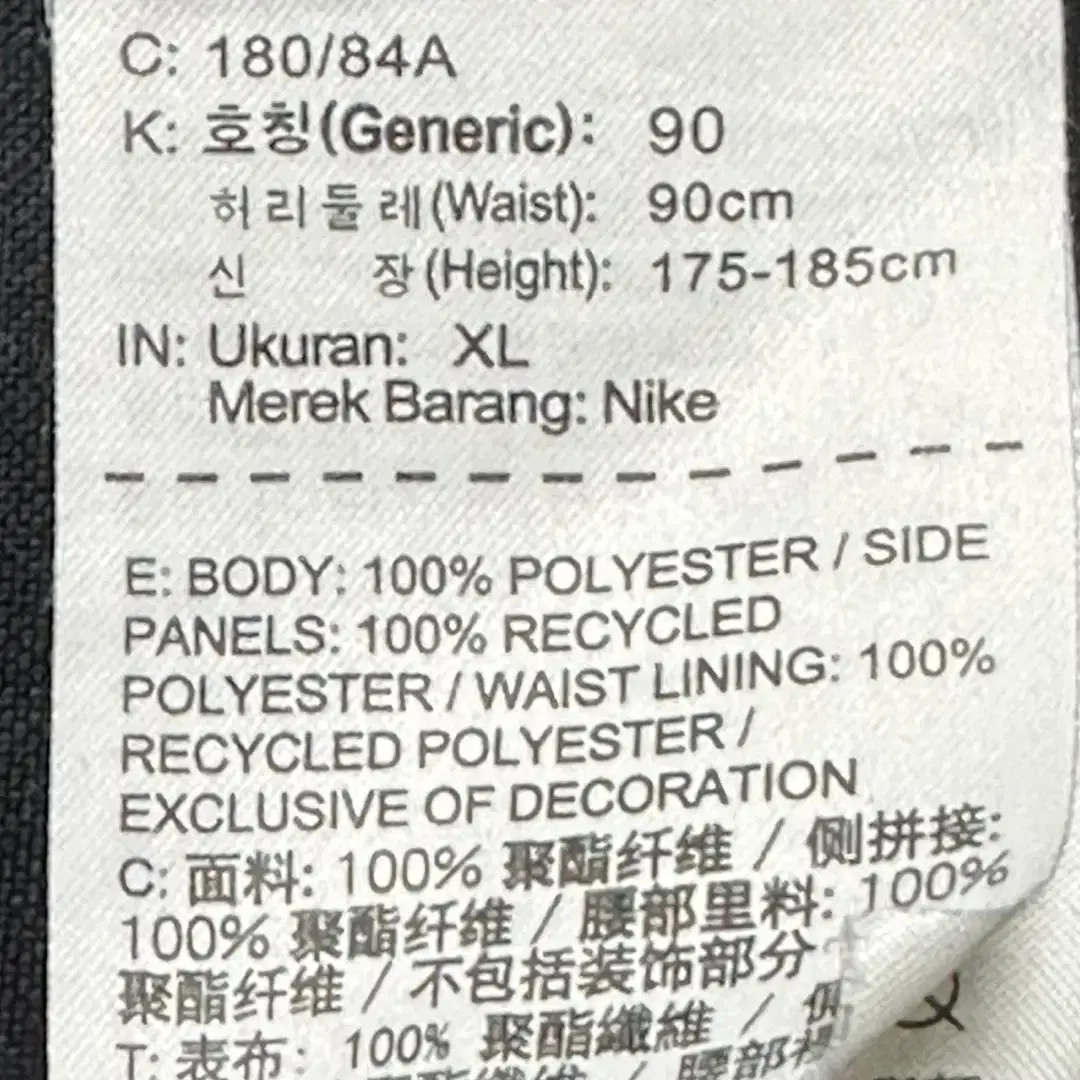 C: 180/84A
K: 호칭(Generic): 90
허리둘레(Waist): 90cm
신 장(Height): 175-185cm
IN: Ukuran: XL
Merek Barang: Nike
E: BODY: 100% POLYESTER / SIDE
PANELS: 100% RECYCLED
POLYESTER / WAIST LINING: 100%
RECYCLED POLYESTER /
EXCLUSIVE OF DECORATION
C: 面料: 100% 聚酯纤维 / 侧拼接:
100% 聚酯纤维 / 腰部里料: 100%
聚酯纤维 / 不包括装饰部分
T: 表布: 100% 聚酯纖維 /